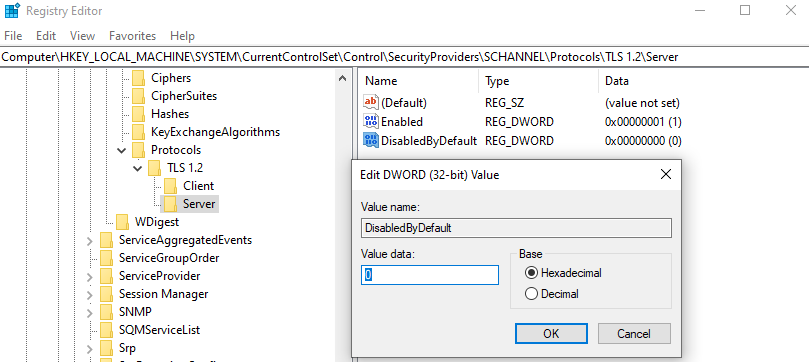 Registry Editor
File Edit View Favorites Help
Computer\HKEY_LOCAL_MACHINE\SYSTEM\CurrentControlSet\Control\SecurityProviders\SCHANNEL\Protocols\TLS 1.2\Server
Ciphers
CipherSuites
Hashes
KeyExchangeAlgorithms
Protocols
TLS 1.2
Client
Server
WDigest
ServiceAggregatedEvents
ServiceGroupOrder
ServiceProvider
Session Manager
SNMP
SQMServiceList
Srp
Name Type Data
(Default) REG_SZ (value not set)
Enabled REG_DWORD 0x00000001 (1)
DisabledByDefault REG_DWORD 0x00000000 (0)
Edit DWORD (32-bit) Value
Value name:
DisabledByDefault
Value data:
0
Base
Hexadecimal
Decimal
OK Cancel